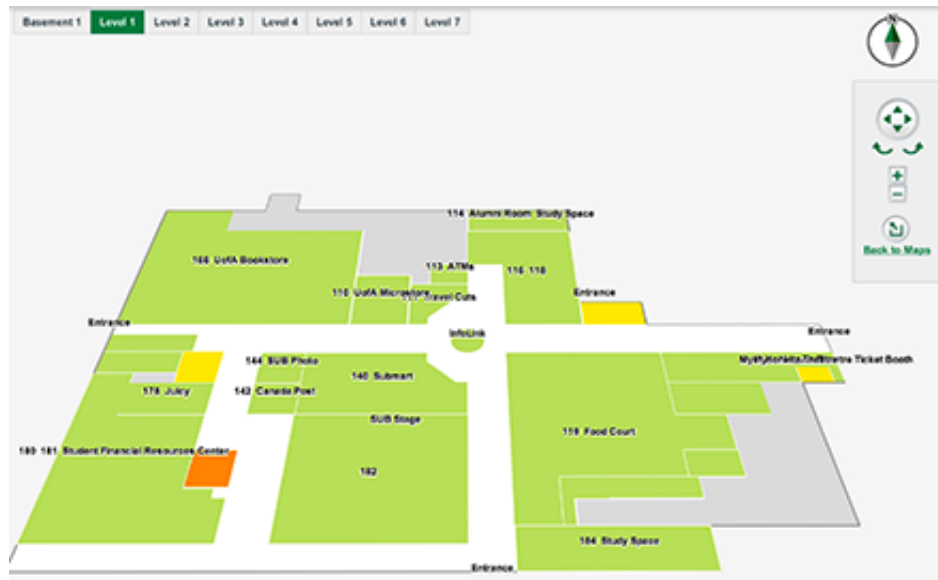 Basement 1 Level 1 Level 2 Level 3 Level 4 Level 5 Level 6 Level 7
N
Back to Maps
114 Alumni Room Study Space
166 UofA Bookstore
113 ATMs
116 118
110 UofA Microstore
Travel Cuts
Entrance
Entrance
InfoLink
Entrance
144 SUB Photo
Ticket Booth
140 Submart
178 Juicy
142 Canada Post
SUB Stage
119 Food Court
180 181 Student Financial Resources Center
182
184 Study Space
Entrance